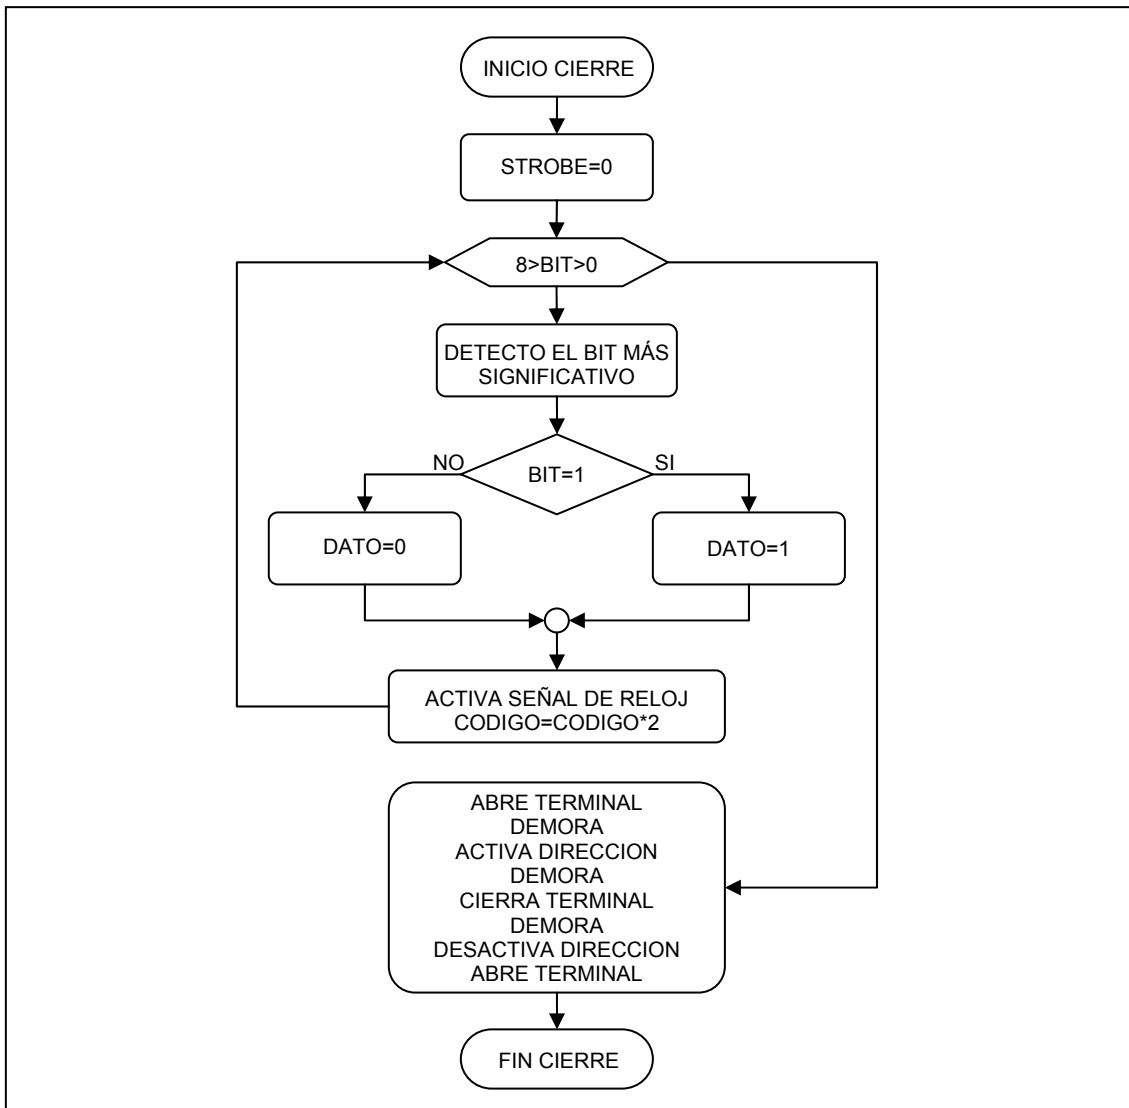 INICIO CIERRE
STROBE=0
8>BIT>0
DETECTO EL BIT MÁS
SIGNIFICATIVO
NO
BIT=1
SI
DATO=0
DATO=1
ACTIVA SEÑAL DE RELOJ
CODIGO=CODIGO*2
ABRE TERMINAL
DEMORA
ACTIVA DIRECCION
DEMORA
CIERRA TERMINAL
DEMORA
DESACTIVA DIRECCION
ABRE TERMINAL
FIN CIERRE